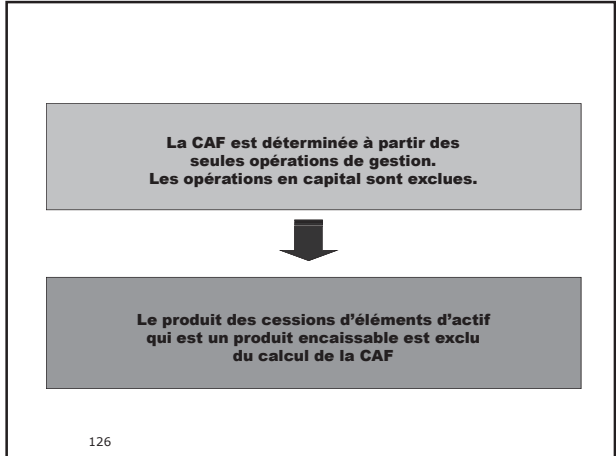 La CAF est déterminée à partir des
seules opérations de gestion.
Les opérations en capital sont exclues.
Le produit des cessions d’éléments d’actif
qui est un produit encaissable est exclu
du calcul de la CAF
126